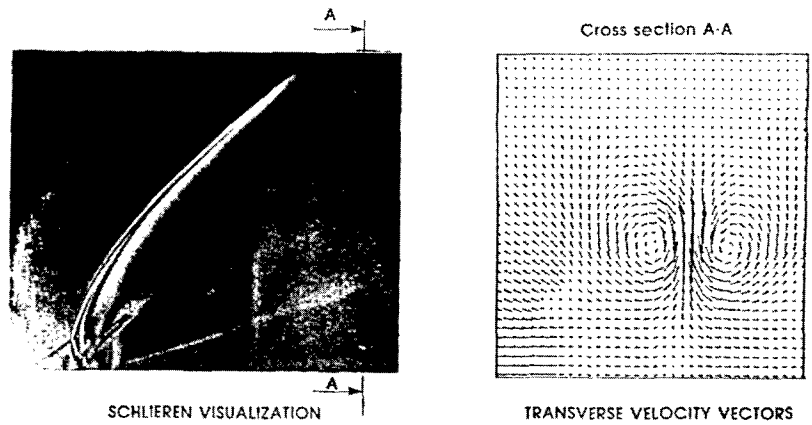 A
Cross section A-A
A
SCHLIEREN VISUALIZATION
TRANSVERSE VELOCITY VECTORS